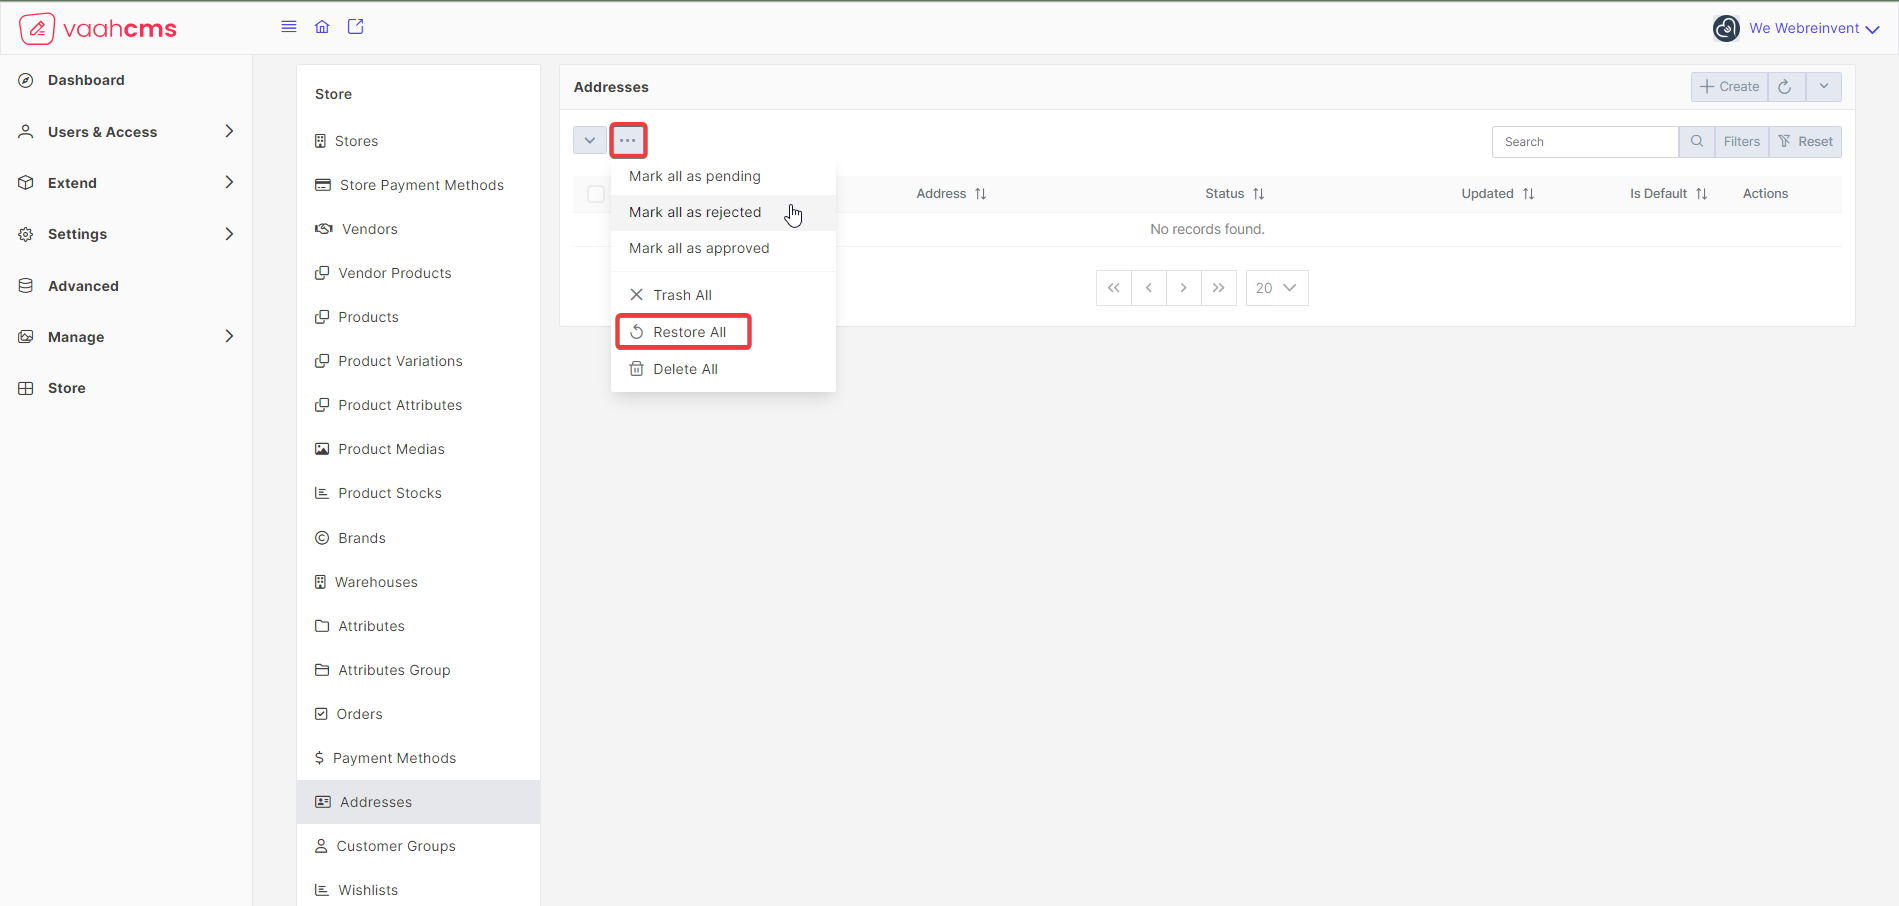 vaahcms
We Webreinvent
Dashboard
Users & Access
Extend
Settings
Advanced
Manage
Store
Store
Stores
Store Payment Methods
Vendors
Vendor Products
Products
Product Variations
Product Attributes
Product Medias
Product Stocks
Brands
Warehouses
Attributes
Attributes Group
Orders
Payment Methods
Addresses
Customer Groups
Wishlists
Addresses
Create
Search
Filters
Reset
Mark all as pending
Mark all as rejected
Mark all as approved
Trash All
Restore All
Delete All
Address Status Updated Is Default Actions
No records found.
20